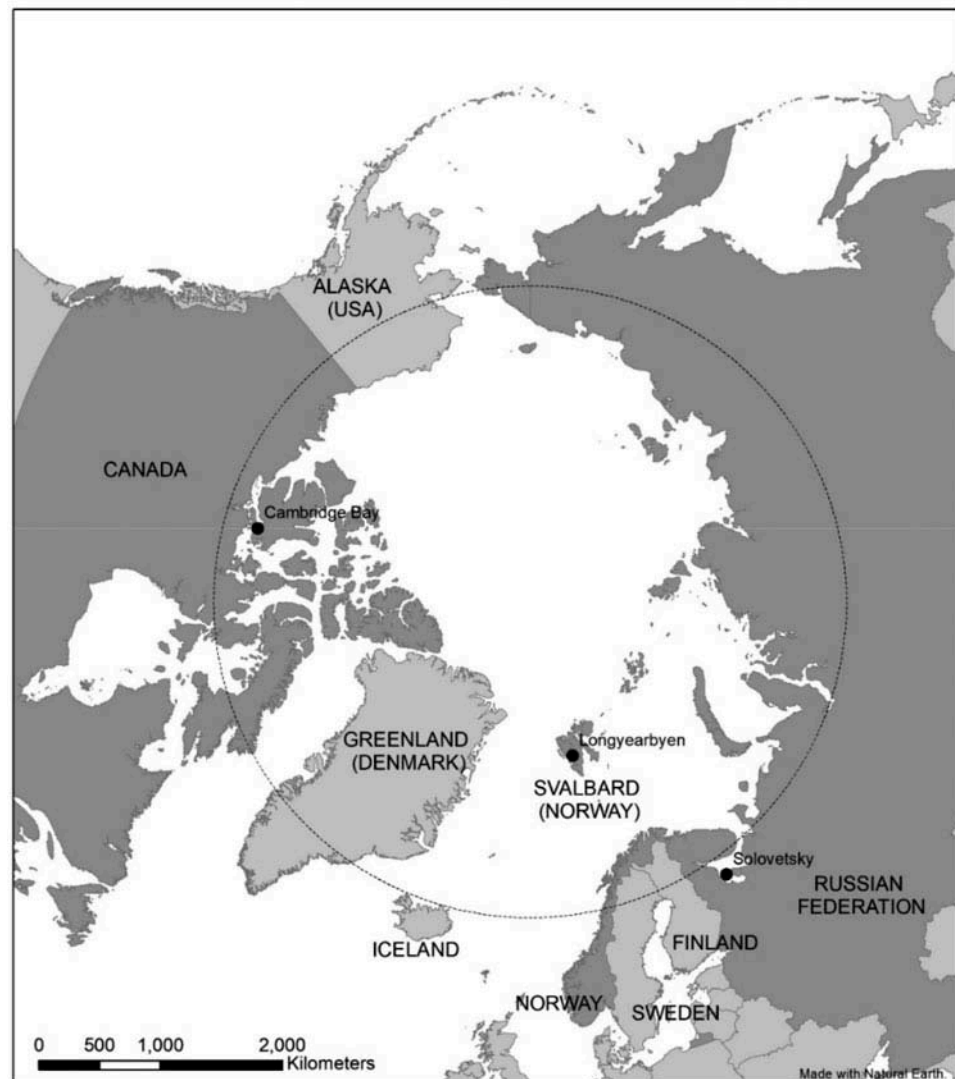 ALASKA
(USA)
CANADA
Cambridge Bay
GREENLAND
(DENMARK)
Longyearbyen
SVALBARD
(NORWAY)
Solovetsky
RUSSIAN
FEDERATION
ICELAND
FINLAND
NORWAY
SWEDEN
0 500 1,000 2,000
Kilometers
Made with Natural Earth.